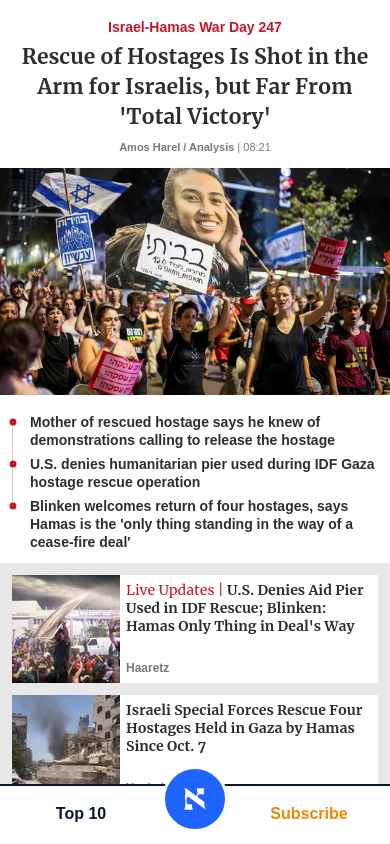 Israel-Hamas War Day 247
Rescue of Hostages Is Shot in the
Arm for Israelis, but Far From
'Total Victory'
Amos Harel / Analysis | 08:21
בחירות
עכשיו
בביתי
Mother of rescued hostage says he knew of
demonstrations calling to release the hostage
U.S. denies humanitarian pier used during IDF Gaza
hostage rescue operation
Blinken welcomes return of four hostages, says
Hamas is the 'only thing standing in the way of a
cease-fire deal'
Live Updates | U.S. Denies Aid Pier
Used in IDF Rescue; Blinken:
Hamas Only Thing in Deal's Way
Haaretz
Israeli Special Forces Rescue Four
Hostages Held in Gaza by Hamas
Since Oct. 7
Top 10
Subscribe